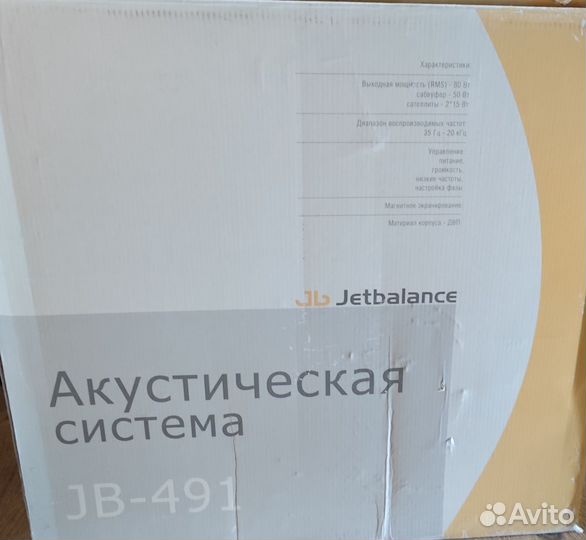 Характеристики:
Выходная мощность (RMS) - 80 Вт
сабвуфер - 50 Вт
сателлиты - 2*15 Вт
Диапазон воспроизводимых частот:
35 Гц - 20 кГц
Управление:
питание,
громкость,
низкие частоты,
настройка фазы
Магнитное экранирование
Материал корпуса - ДВП
Jb Jetbalance
Акустическая
система
JB-491
Avito